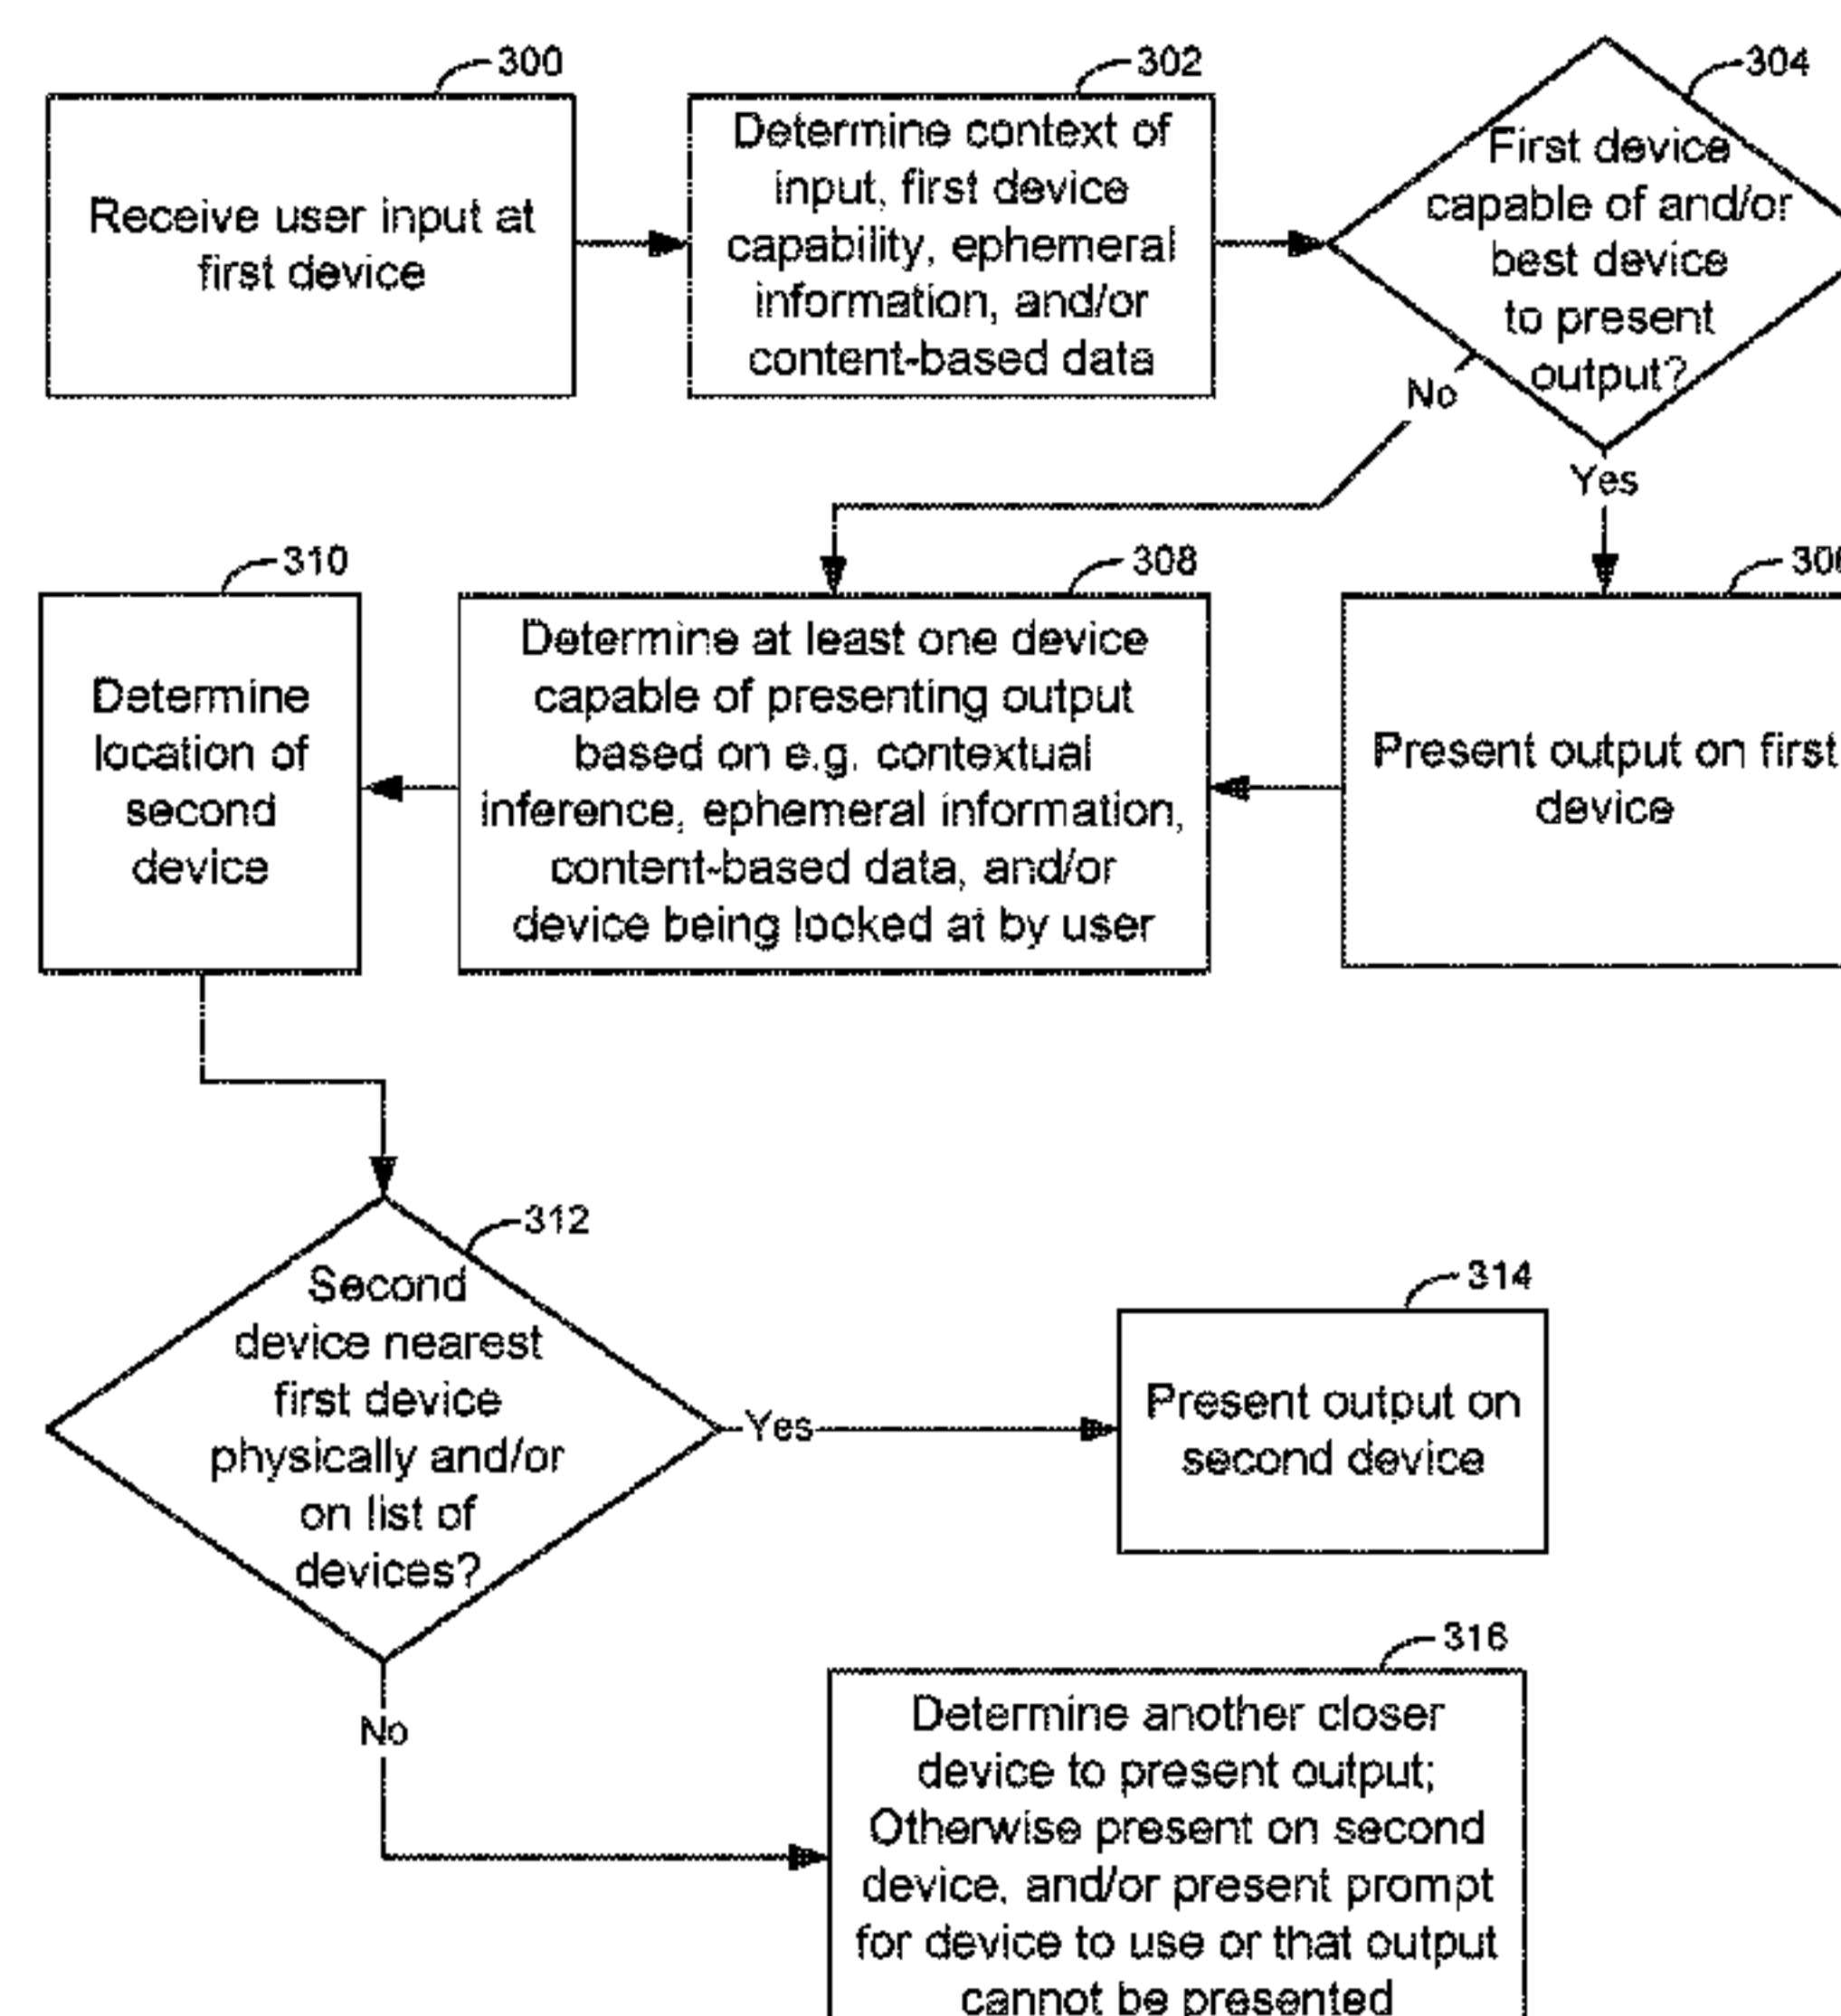 300
Receive user input at
first device
302
Determine context of
input, first device
capability, ephemeral
information, and/or
content-based data
304
First device
capable of and/or
best device
to present
output?
No
Yes
310
Determine
location of
second
device
308
Determine at least one device
capable of presenting output
based on e.g. contextual
inference, ephemeral information,
content-based data, and/or
device being looked at by user
Present output on first
device
312
Second
device nearest
first device
physically and/or
on list of
devices?
Yes
No
314
Present output on
second device
316
Determine another closer
device to present output;
Otherwise present on second
device, and/or present prompt
for device to use or that output
cannot be presented